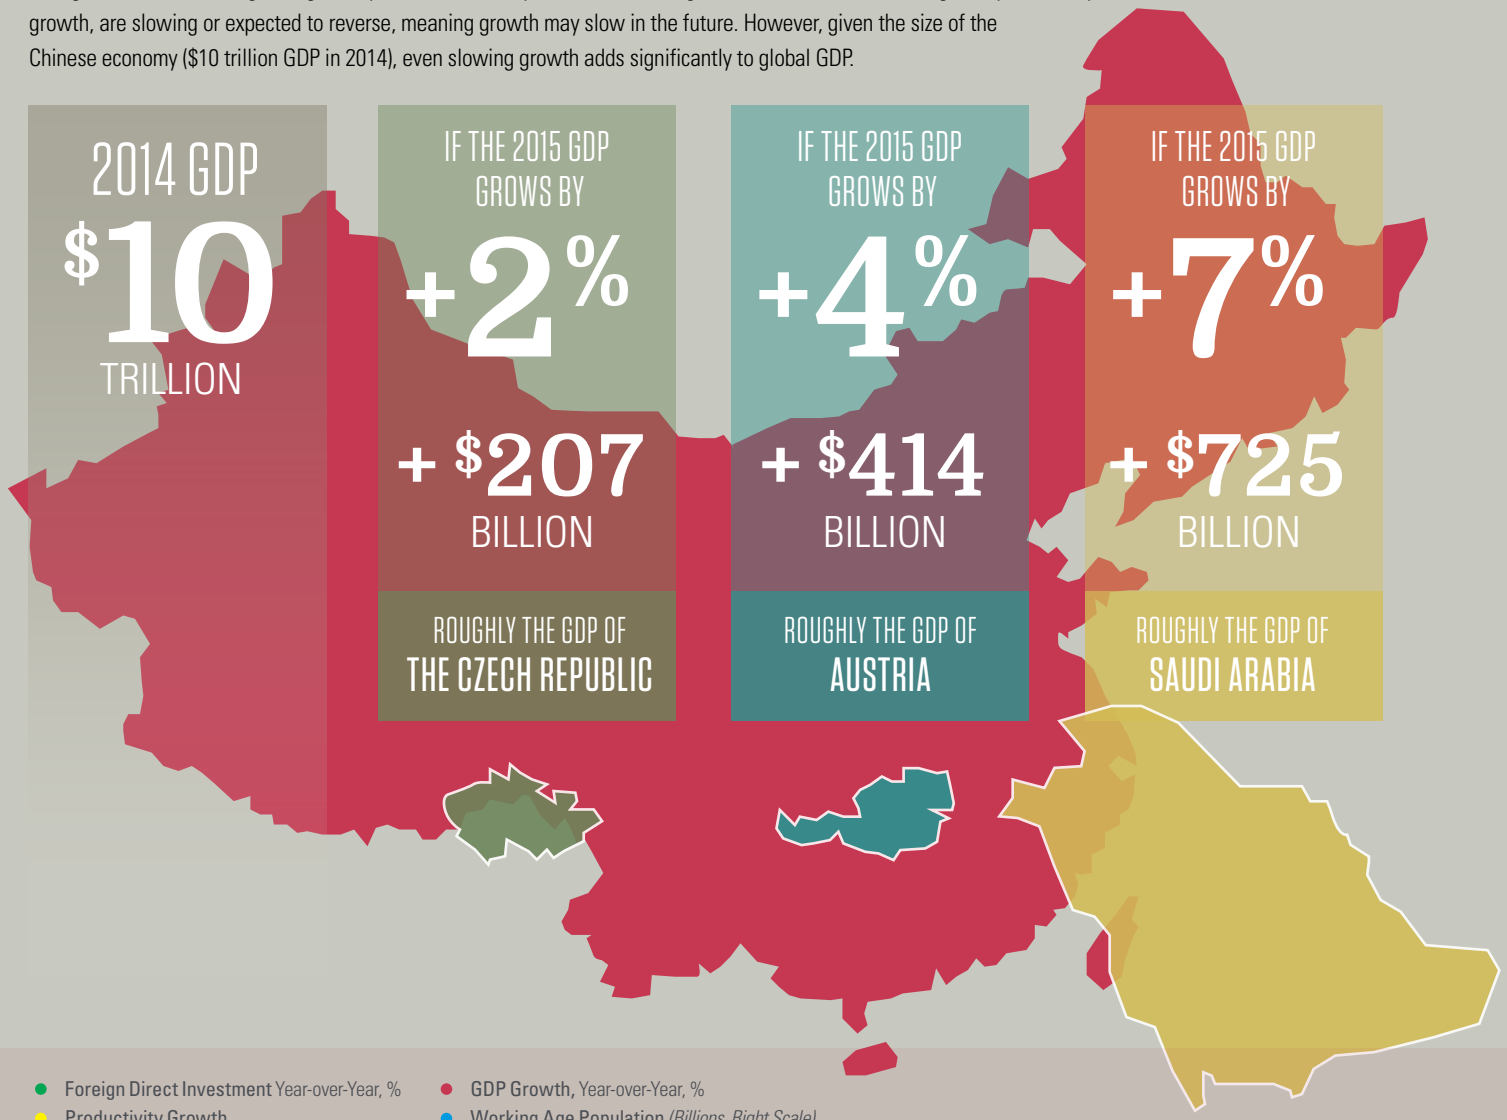 growth, are slowing or expected to reverse, meaning growth may slow in the future. However, given the size of the
Chinese economy ($10 trillion GDP in 2014), even slowing growth adds significantly to global GDP.
2014 GDP
$10
TRILLION
IF THE 2015 GDP
GROWS BY
+2%
+ $207
BILLION
ROUGHLY THE GDP OF
THE CZECH REPUBLIC
IF THE 2015 GDP
GROWS BY
+4%
+ $414
BILLION
ROUGHLY THE GDP OF
AUSTRIA
IF THE 2015 GDP
GROWS BY
+7%
+ $725
BILLION
ROUGHLY THE GDP OF
SAUDI ARABIA
Foreign Direct Investment Year-over-Year, %
GDP Growth, Year-over-Year, %
Productivity Growth
Working Age Population (Billions, Right Scale)